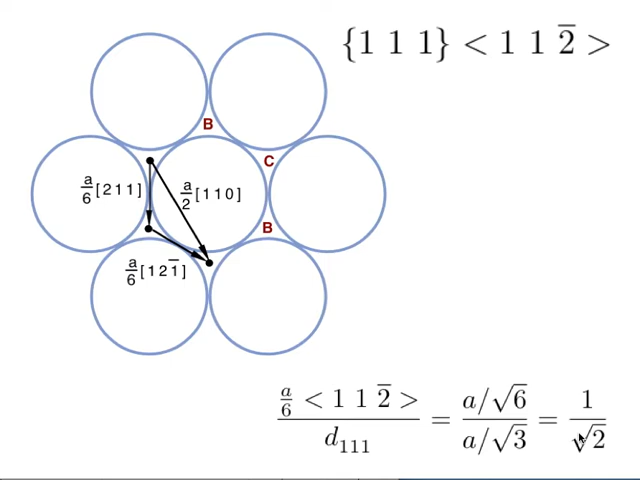 {1 1 1} < 1 1 2̅ >
B
C
a/6 [2 1 1]
a/2 [1 1 0]
B
a/6 [1 2 1̅]
(a/6 < 1 1 2̅ >) / d₁₁₁ = (a/√6) / (a/√3) = 1/√2